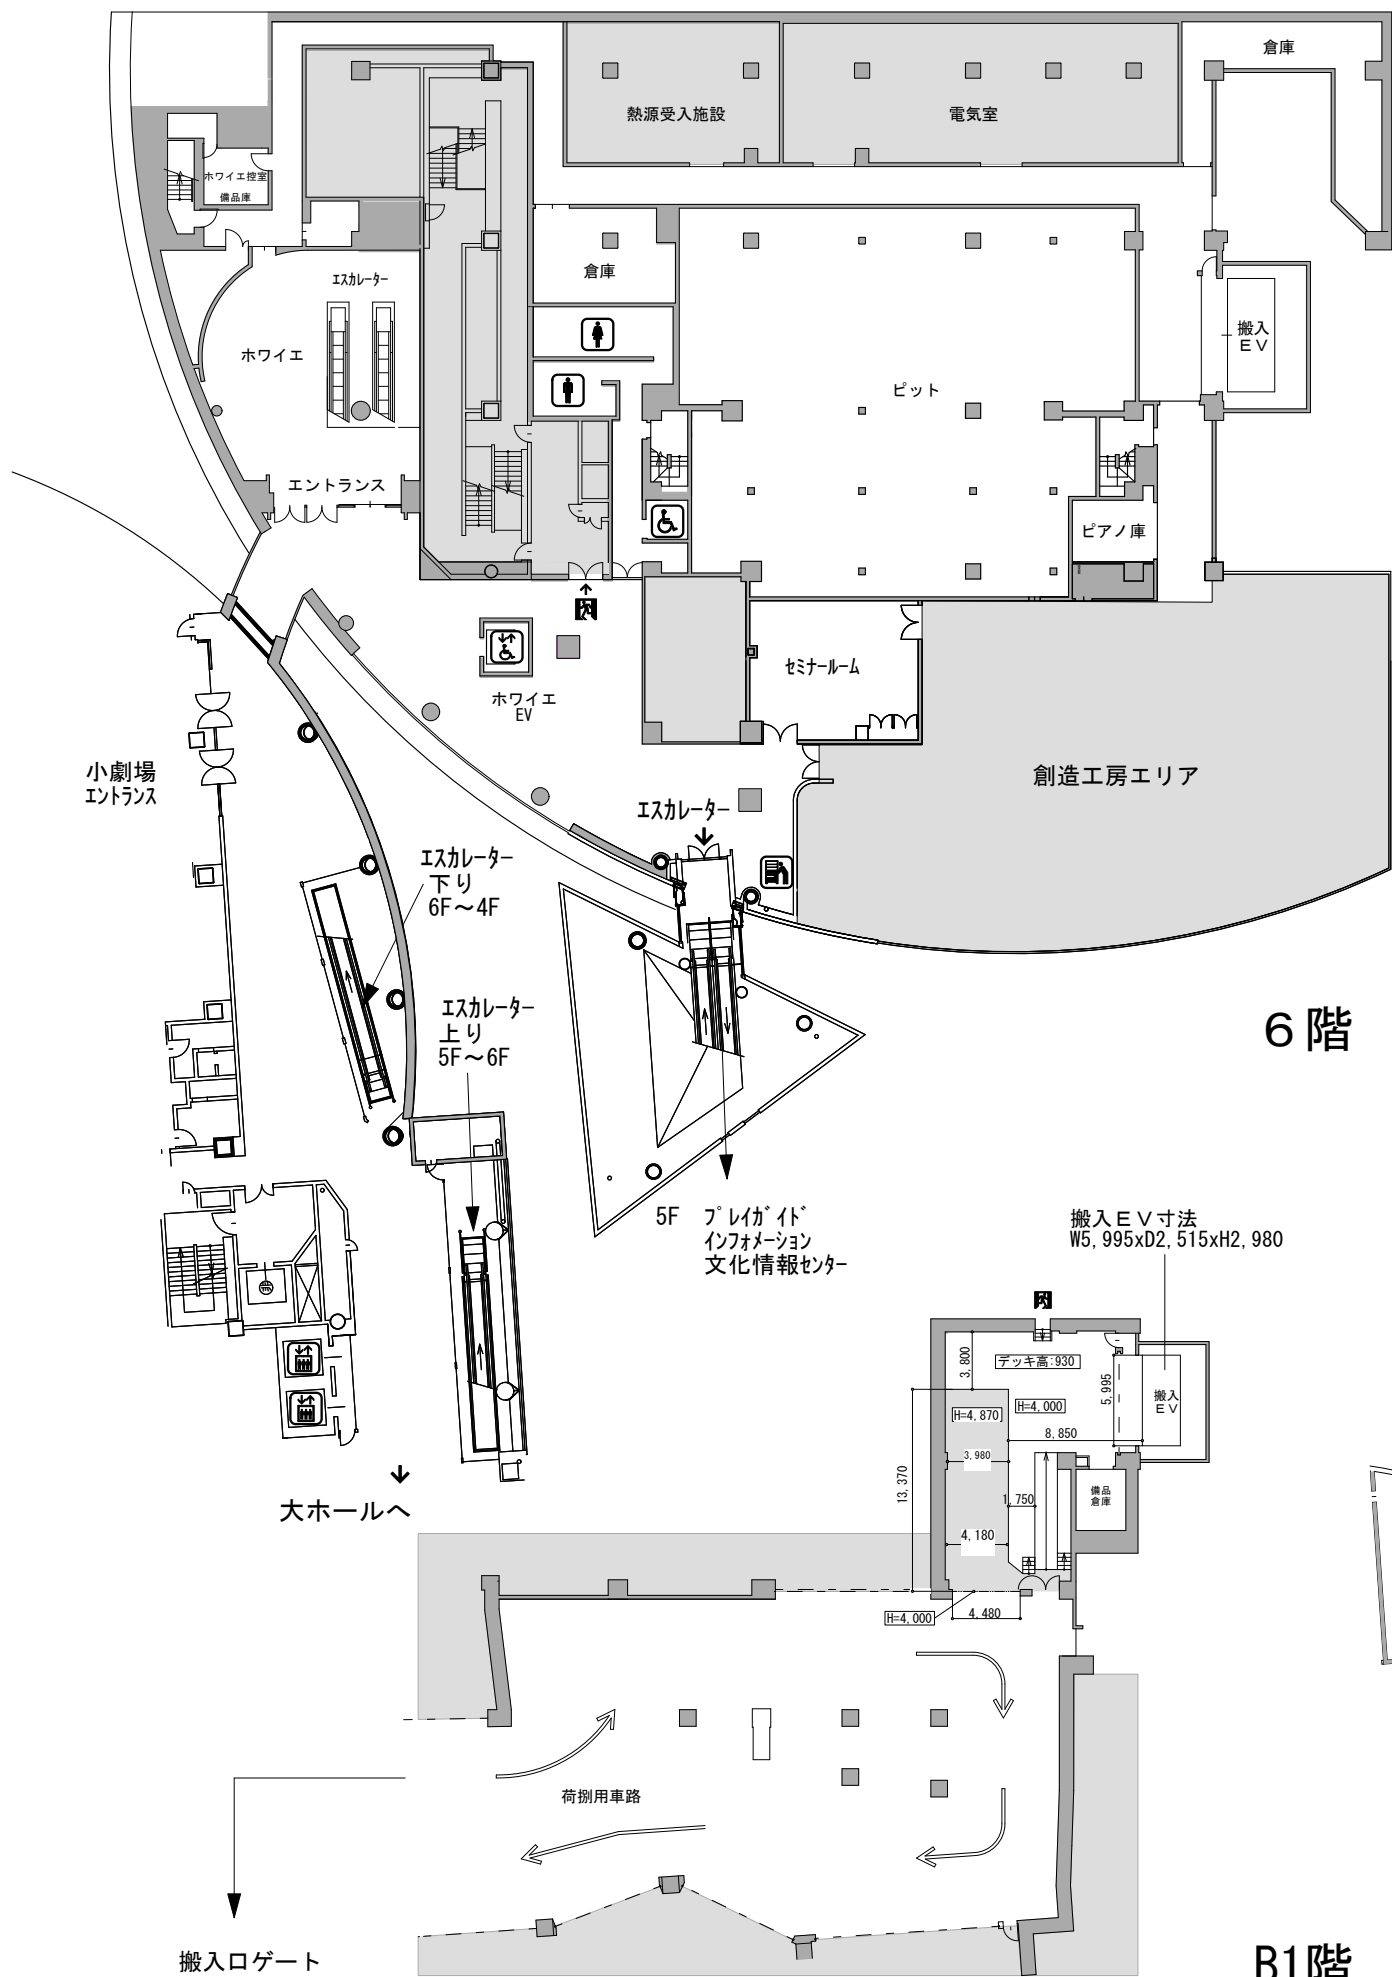 倉庫
熱源受入施設
電気室
ホワイエ控室
備品庫
倉庫
エスカレーター
搬入
EV
ホワイエ
ピット
エントランス
ピアノ庫
セミナールーム
ホワイエ
EV
小劇場
エントランス
創造工房エリア
エスカレーター
エスカレーター
下り
6F～4F
エスカレーター
上り
5F～6F
6階
5F プレイガイド
インフォメーション
文化情報センター
搬入EV寸法
W5,995xD2,515xH2,980
デッキ高:930
3,800
5,995
搬入
EV
H=4,870
H=4,000
8,850
3,980
13,370
1,750
備品
倉庫
大ホールへ
4,180
H=4,000
4,480
荷捌用車路
搬入口ゲート
B1階